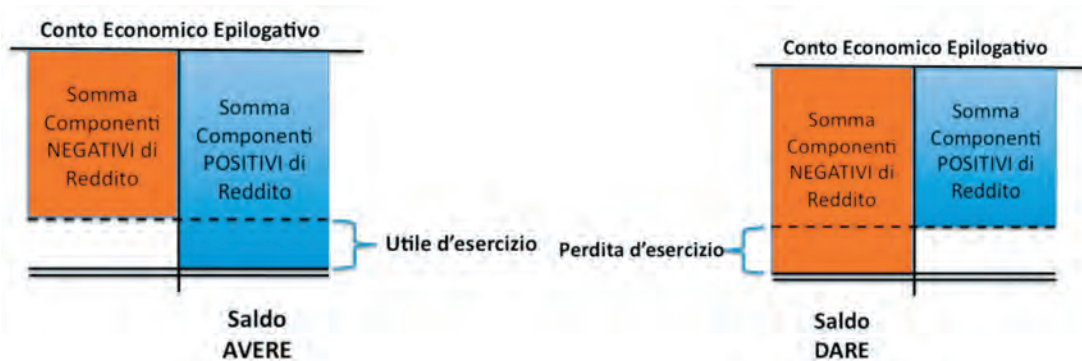 Conto Economico Epilogativo
Somma
Componenti
NEGATIVI di
Reddito
Somma
Componenti
POSITIVI di
Reddito
Utile d'esercizio
Saldo
AVERE
Conto Economico Epilogativo
Somma
Componenti
NEGATIVI di
Reddito
Somma
Componenti
POSITIVI di
Reddito
Perdita d'esercizio
Saldo
DARE